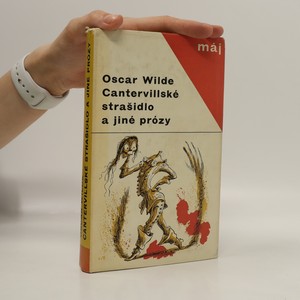 máj
Oscar Wilde
Cantervillské
strašidlo
a jiné prózy
CANTERVILLSKÉ STRAŠIDLO A JINÉ PRÓZY